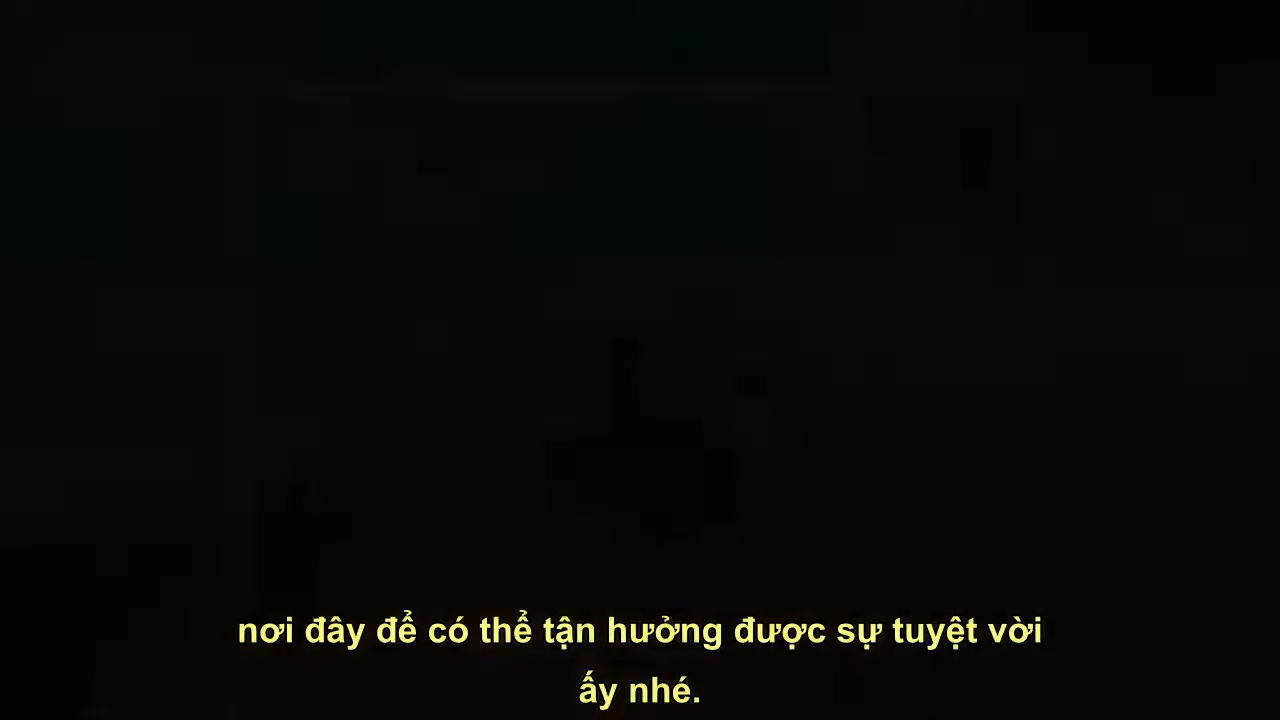 nơi đây để có thể tận hưởng được sự tuyệt vời
ấy nhé.